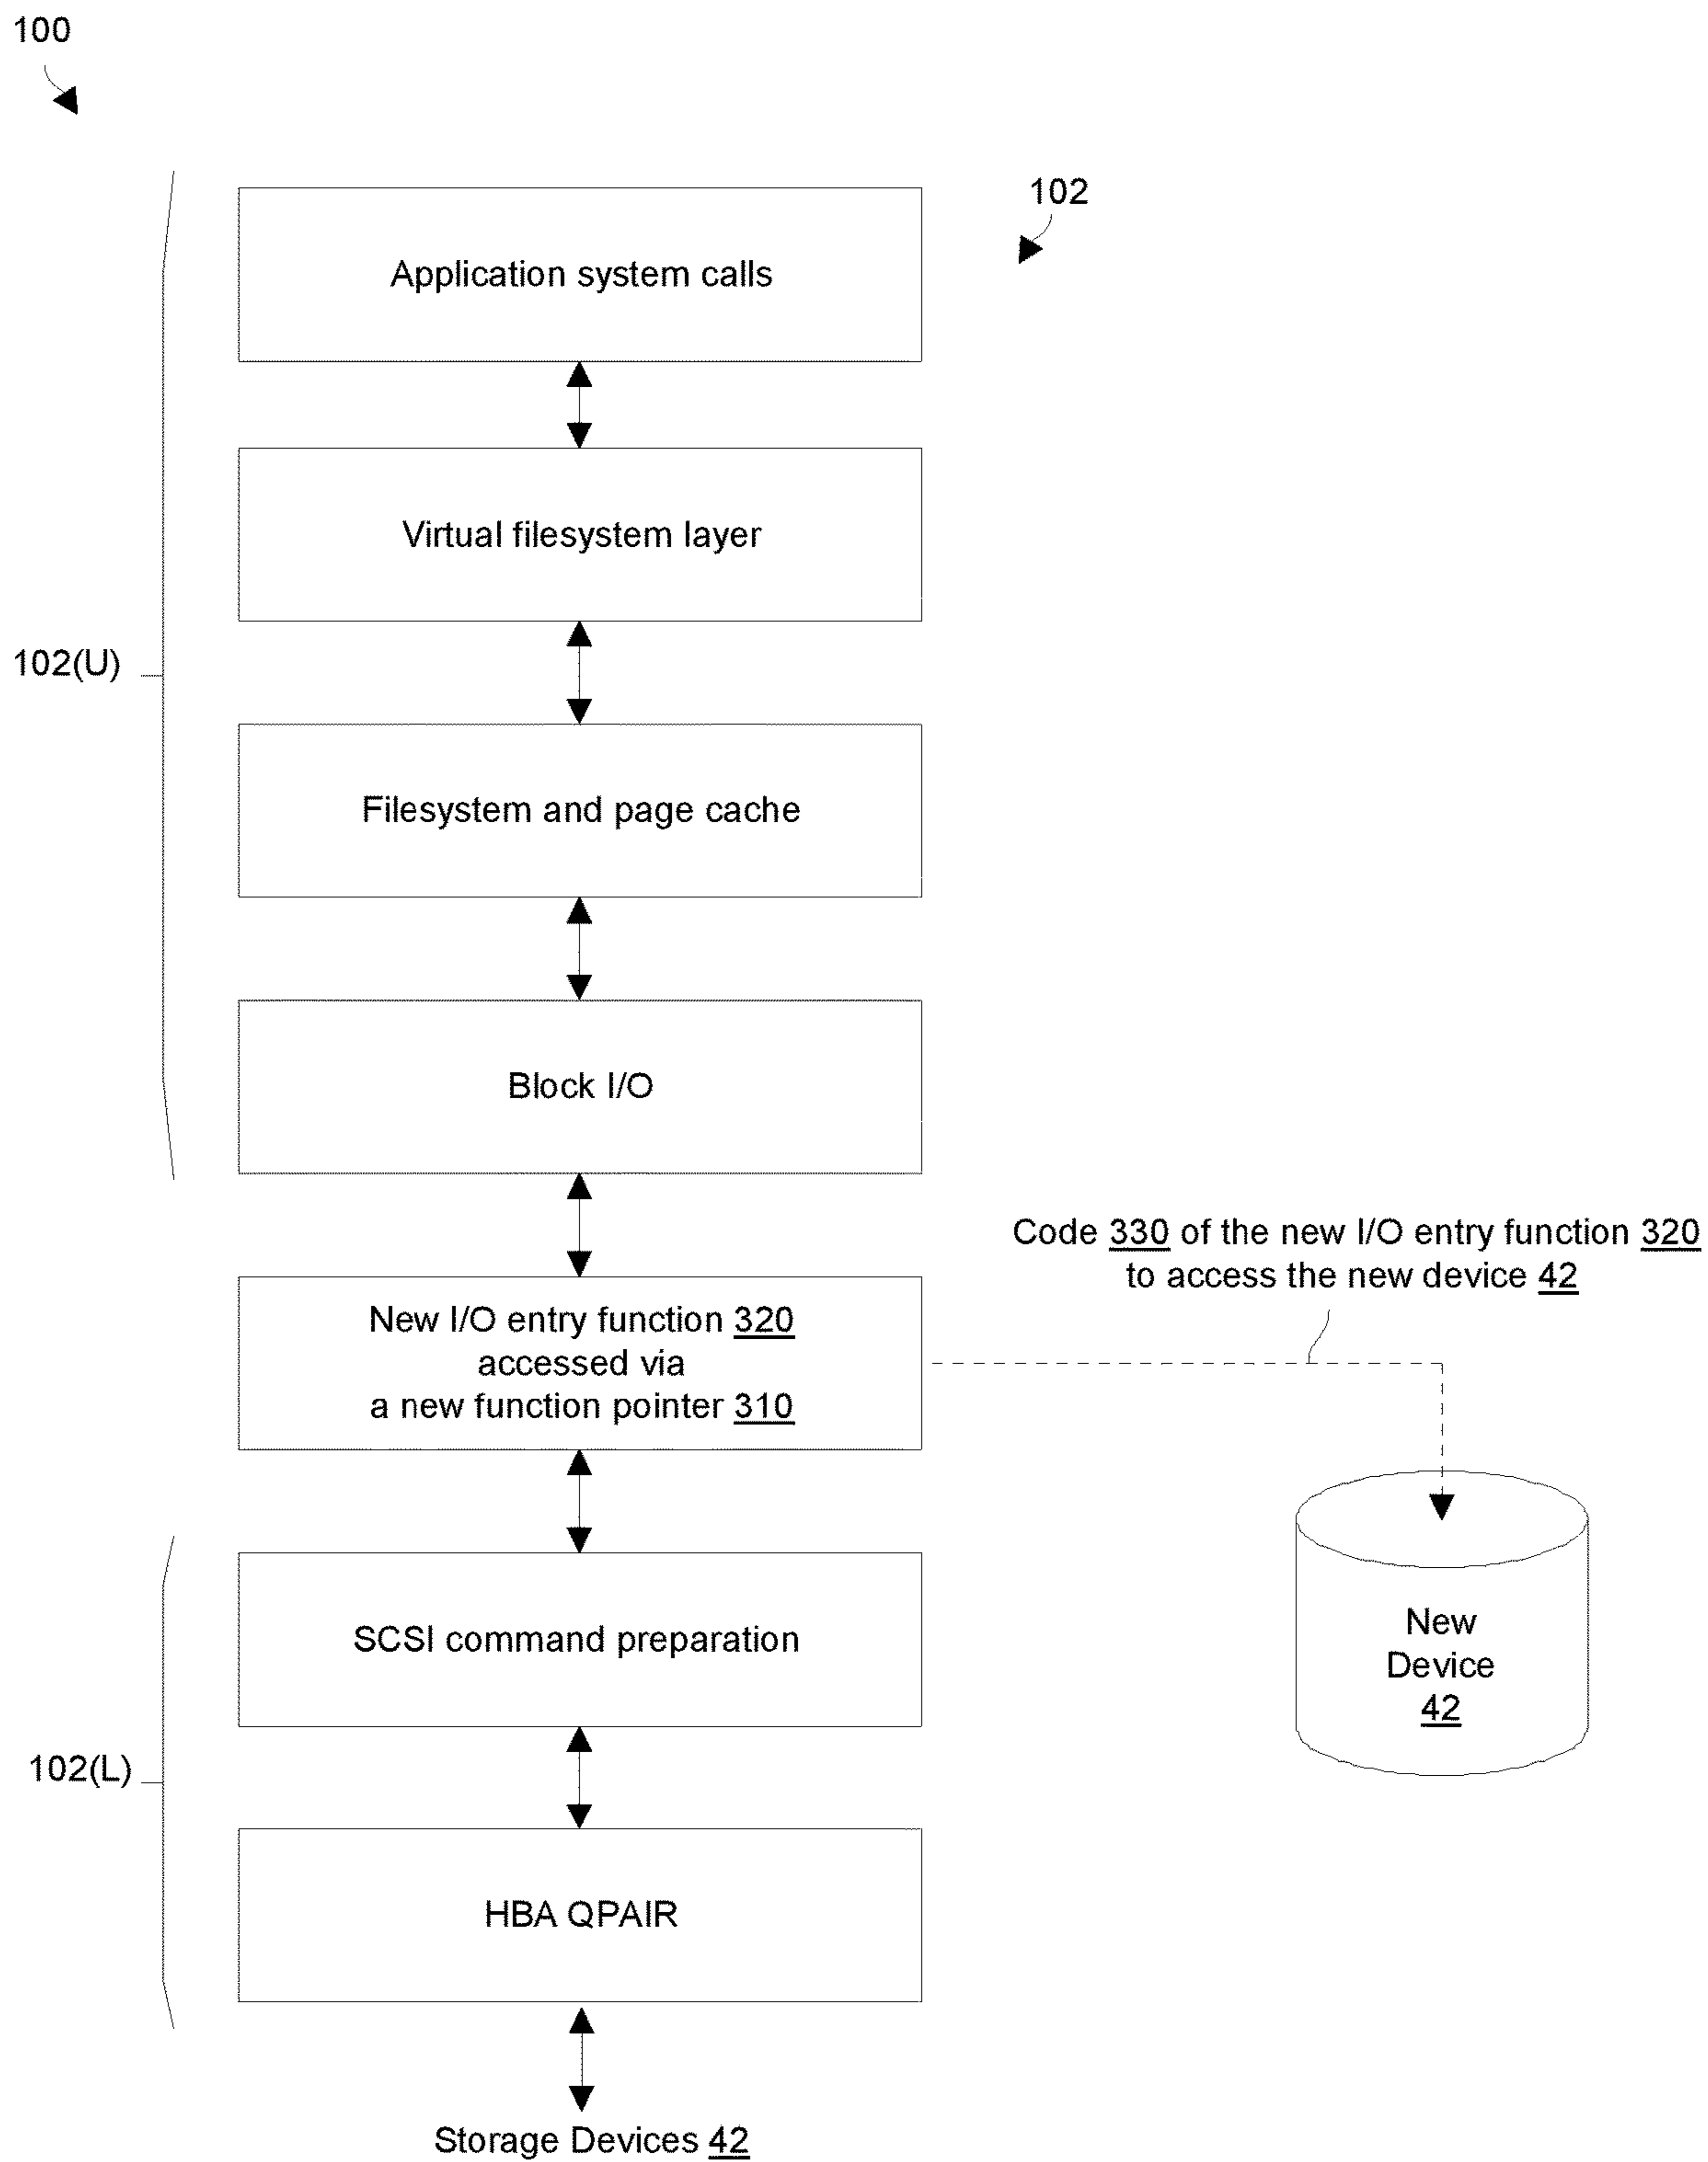 100
102
Application system calls
Virtual filesystem layer
102(U)
Filesystem and page cache
Block I/O
Code 330 of the new I/O entry function 320
to access the new device 42
New I/O entry function 320
accessed via
a new function pointer 310
SCSI command preparation
New
Device
42
102(L)
HBA QPAIR
Storage Devices 42